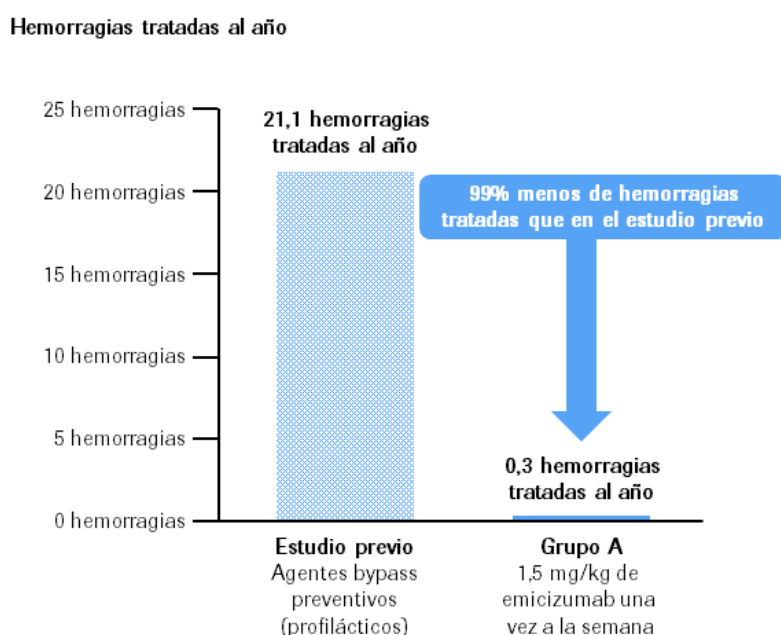 Hemorragias tratadas al año
25 hemorragias
21,1 hemorragias
tratadas al año
20 hemorragias
99% menos de hemorragias
tratadas que en el estudio previo
15 hemorragias
10 hemorragias
5 hemorragias
0,3 hemorragias
tratadas al año
0 hemorragias
Estudio previo
Agentes bypass
preventivos
(profilácticos)
Grupo A
1,5 mg/kg de
emicizumab una
vez a la semana